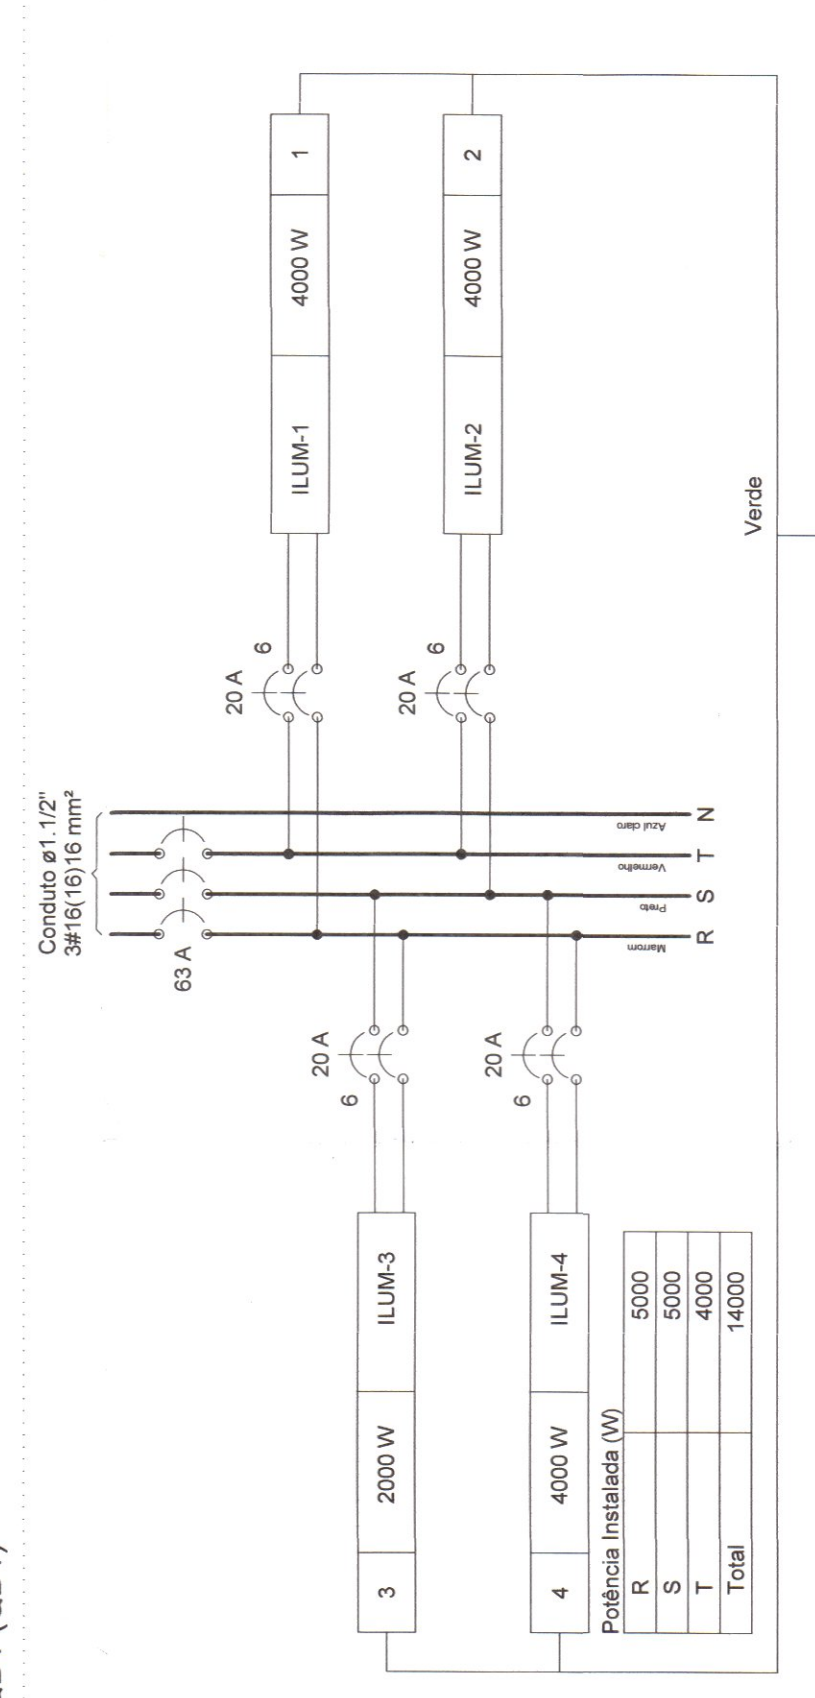 Conduto ø1.1/2"
3#16(16)16 mm²
63 A
20 A
6
ILUM-1
4000 W
1
20 A
6
3
2000 W
ILUM-3
20 A
6
ILUM-2
4000 W
2
20 A
6
4
4000 W
ILUM-4
Marrom
Preto
Vermelho
Azul claro
R
S
T
N
Potência Instalada (W)
R 5000
S 5000
T 4000
Total 14000
Verde